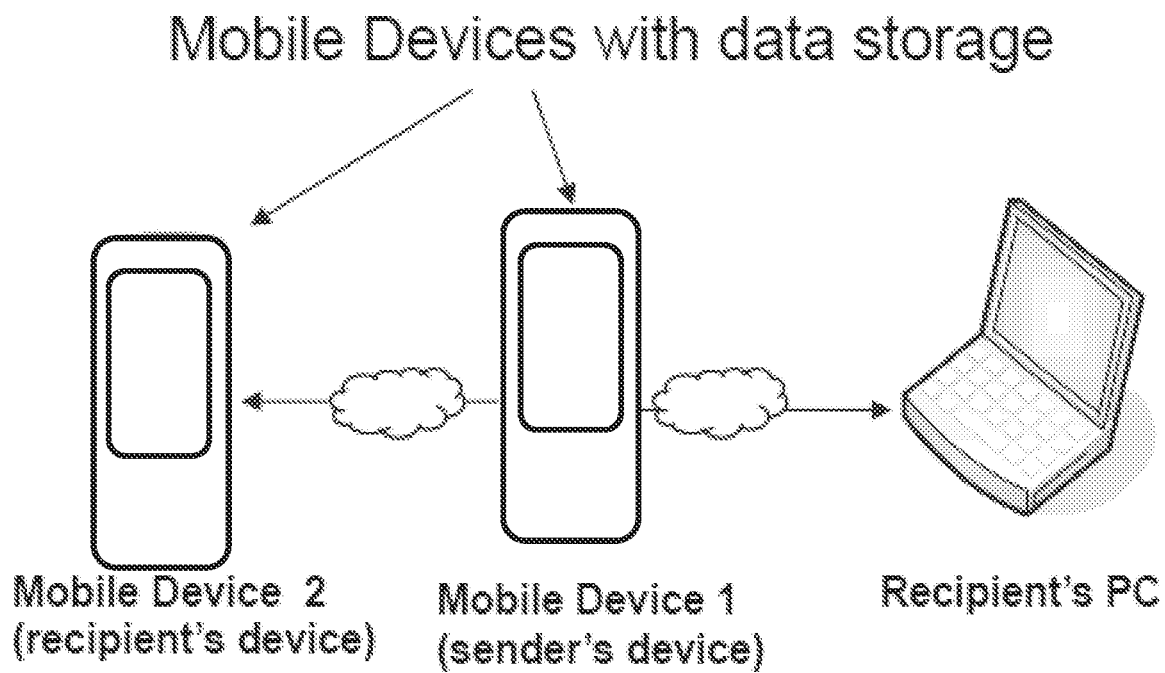 Mobile Devices with data storage
Mobile Device 2
(recipient's device)
Mobile Device 1
(sender's device)
Recipient's PC